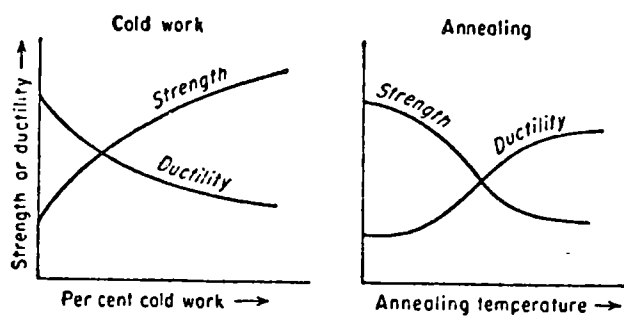 Cold work
Strength or ductility →
Strength
Ductility
Per cent cold work →
Annealing
Strength
Ductility
Annealing temperature →